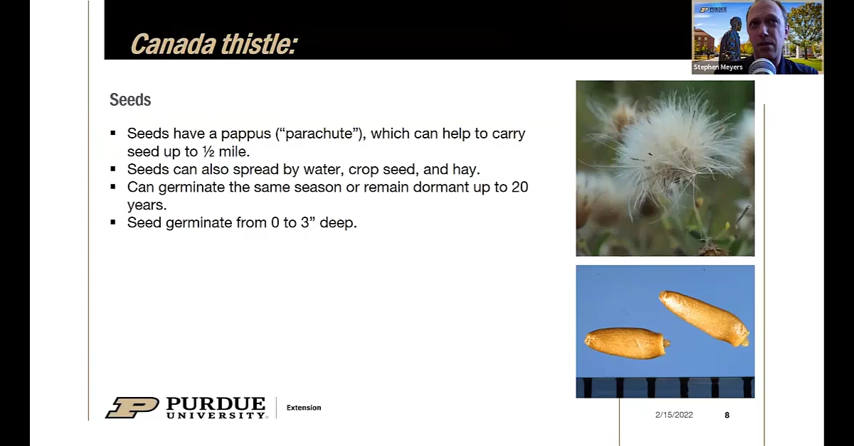 Canada thistle:
PURDUE
Stephen Meyers
Seeds
▪ Seeds have a pappus (“parachute”), which can help to carry
seed up to ½ mile.
▪ Seeds can also spread by water, crop seed, and hay.
▪ Can germinate the same season or remain dormant up to 20
years.
▪ Seed germinate from 0 to 3” deep.
PURDUE
UNIVERSITY®
Extension
2/15/2022
8